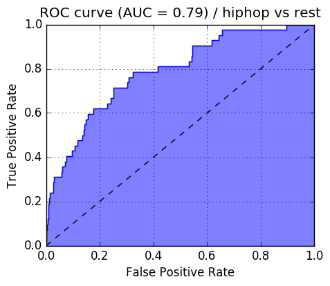 ROC curve (AUC = 0.79) / hiphop vs rest
1.0
0.8
0.6
0.4
0.2
0.0
True Positive Rate
0.0 0.2 0.4 0.6 0.8 1.0
False Positive Rate